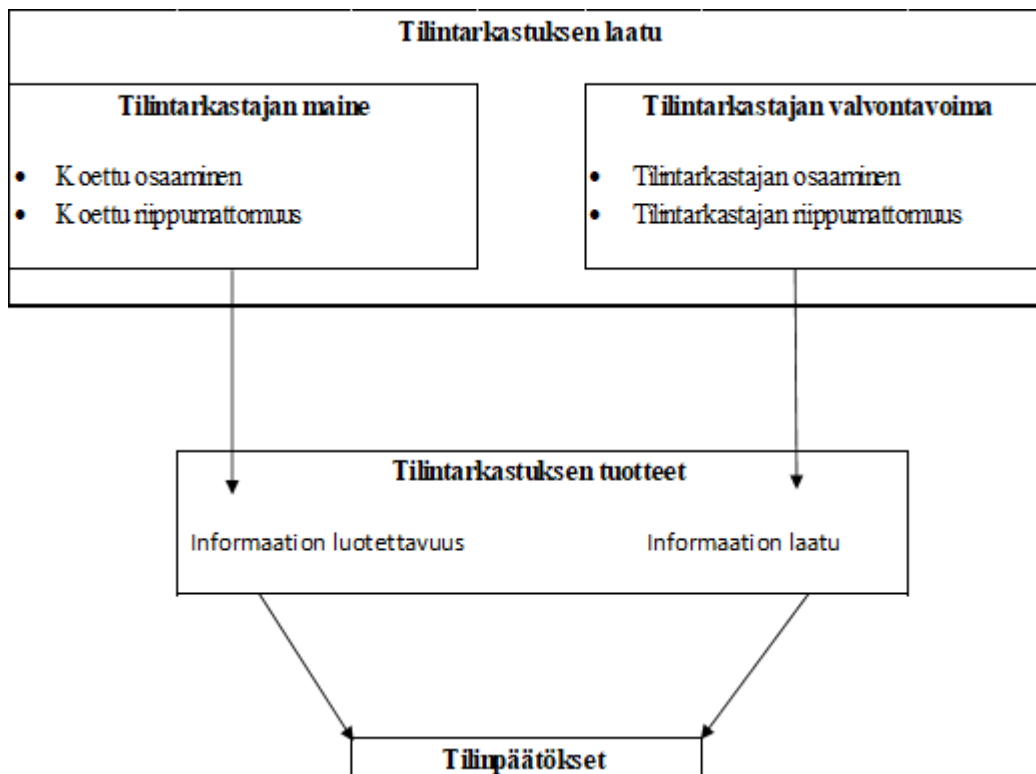 Tilintarkastuksen laatu
Tilintarkastajan maine
• Koettu osaaminen
• Koettu riippumattomuus
Tilintarkastajan valvontavoima
• Tilintarkastajan osaaminen
• Tilintarkastajan riippumattomuus
Tilintarkastuksen tuotteet
Informaation luotettavuus
Informaation laatu
Tilinpäätökset